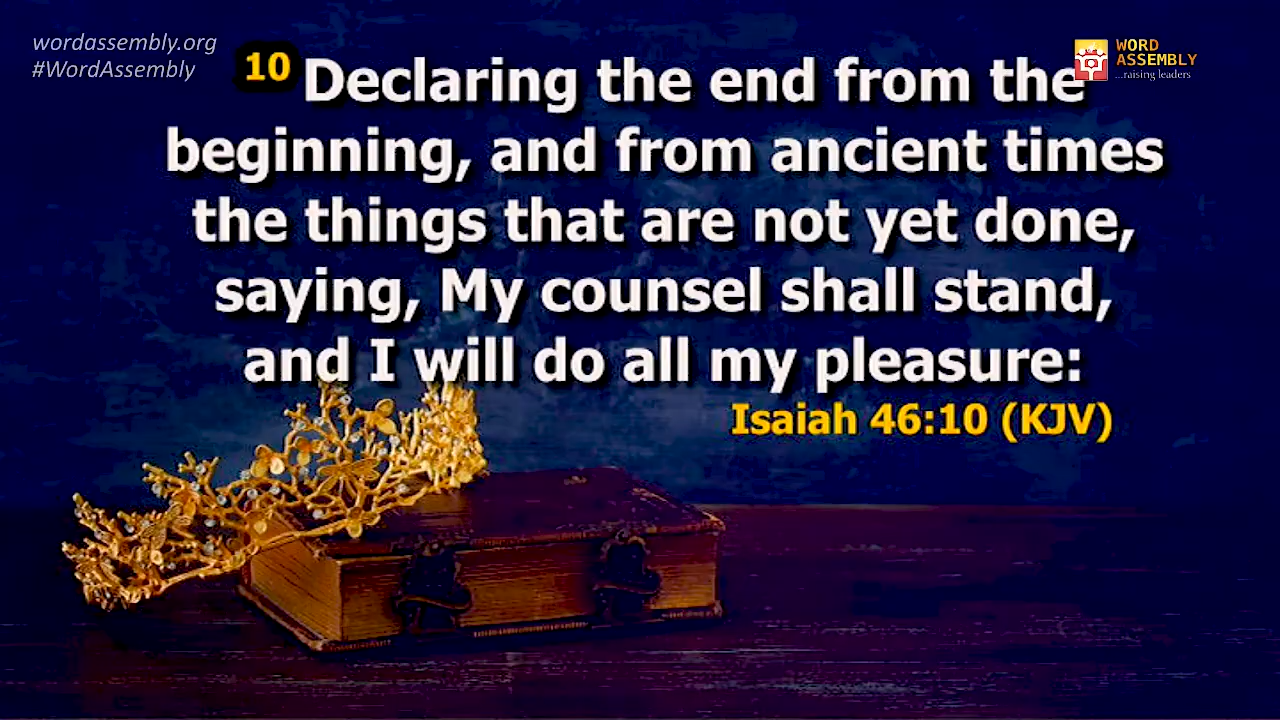 wordassembly.org
#WordAssembly
WORD
ASSEMBLY
...raising leaders
10 Declaring the end from the
beginning, and from ancient times
the things that are not yet done,
saying, My counsel shall stand,
and I will do all my pleasure:
Isaiah 46:10 (KJV)